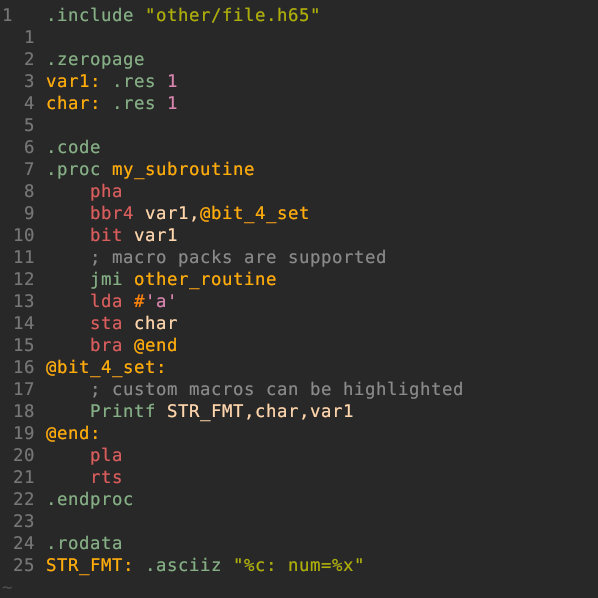 1   .include "other/file.h65"
  1
  2 .zeropage
  3 var1: .res 1
  4 char: .res 1
  5
  6 .code
  7 .proc my_subroutine
  8     pha
  9     bbr4 var1,@bit_4_set
 10     bit var1
 11     ; macro packs are supported
 12     jmi other_routine
 13     lda #'a'
 14     sta char
 15     bra @end
 16 @bit_4_set:
 17     ; custom macros can be highlighted
 18     Printf STR_FMT,char,var1
 19 @end:
 20     pla
 21     rts
 22 .endproc
 23
 24 .rodata
 25 STR_FMT: .asciiz "%c: num=%x"
~